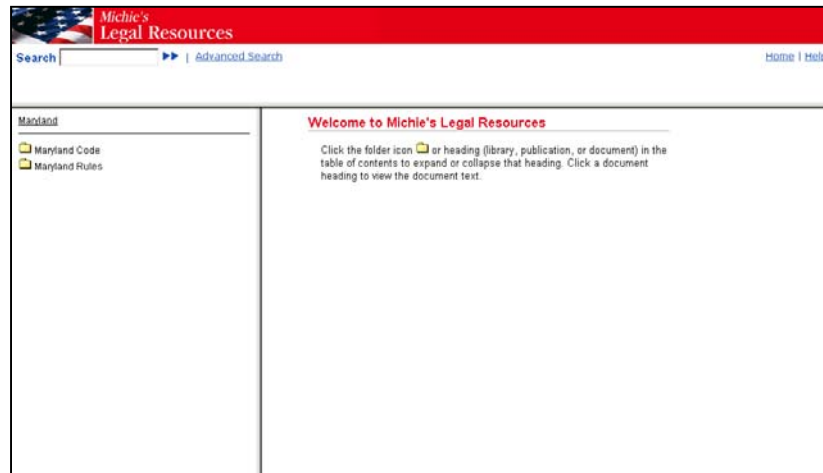 Michie's
Legal Resources
Search | Advanced Search
Home | Help
Maryland
Maryland Code
Maryland Rules
Welcome to Michie's Legal Resources
Click the folder icon or heading (library, publication, or document) in the
table of contents to expand or collapse that heading. Click a document
heading to view the document text.